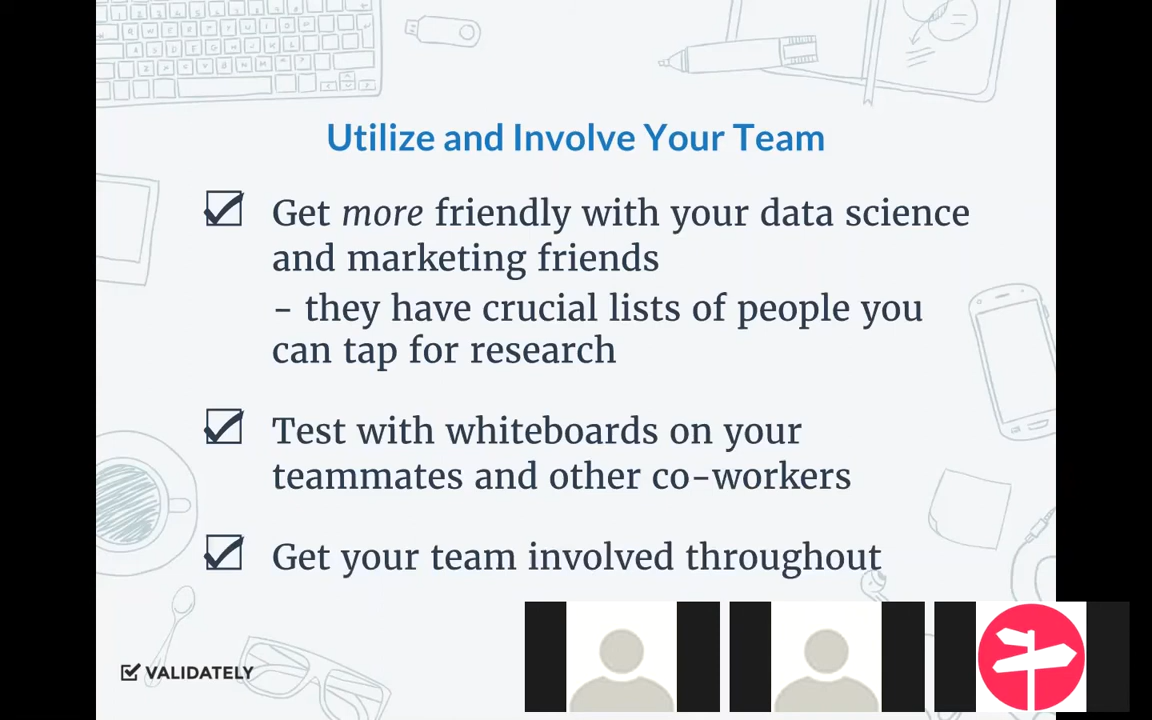 Utilize and Involve Your Team
Get more friendly with your data science
and marketing friends
- they have crucial lists of people you
can tap for research
Test with whiteboards on your
teammates and other co-workers
Get your team involved throughout
VALIDATELY